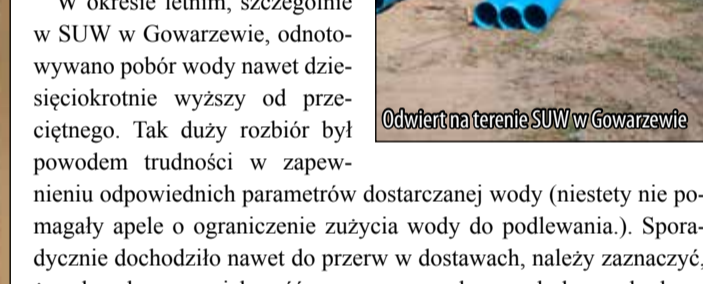 W okresie letnim, szczególnie
w SUW w Gowarzewie, odnoto-
wywano pobór wody nawet dzie-
sięciokrotnie wyższy od prze-
ciętnego. Tak duży rozbiór był
powodem trudności w zapew-
nieniu odpowiednich parametrów dostarczanej wody (niestety nie po-
magały apele o ograniczenie zużycia wody do podlewania.). Spora-
dycznie dochodziło nawet do przerw w dostawach, należy zaznaczyć,
Odwiert na terenie SUW w Gowarzewie